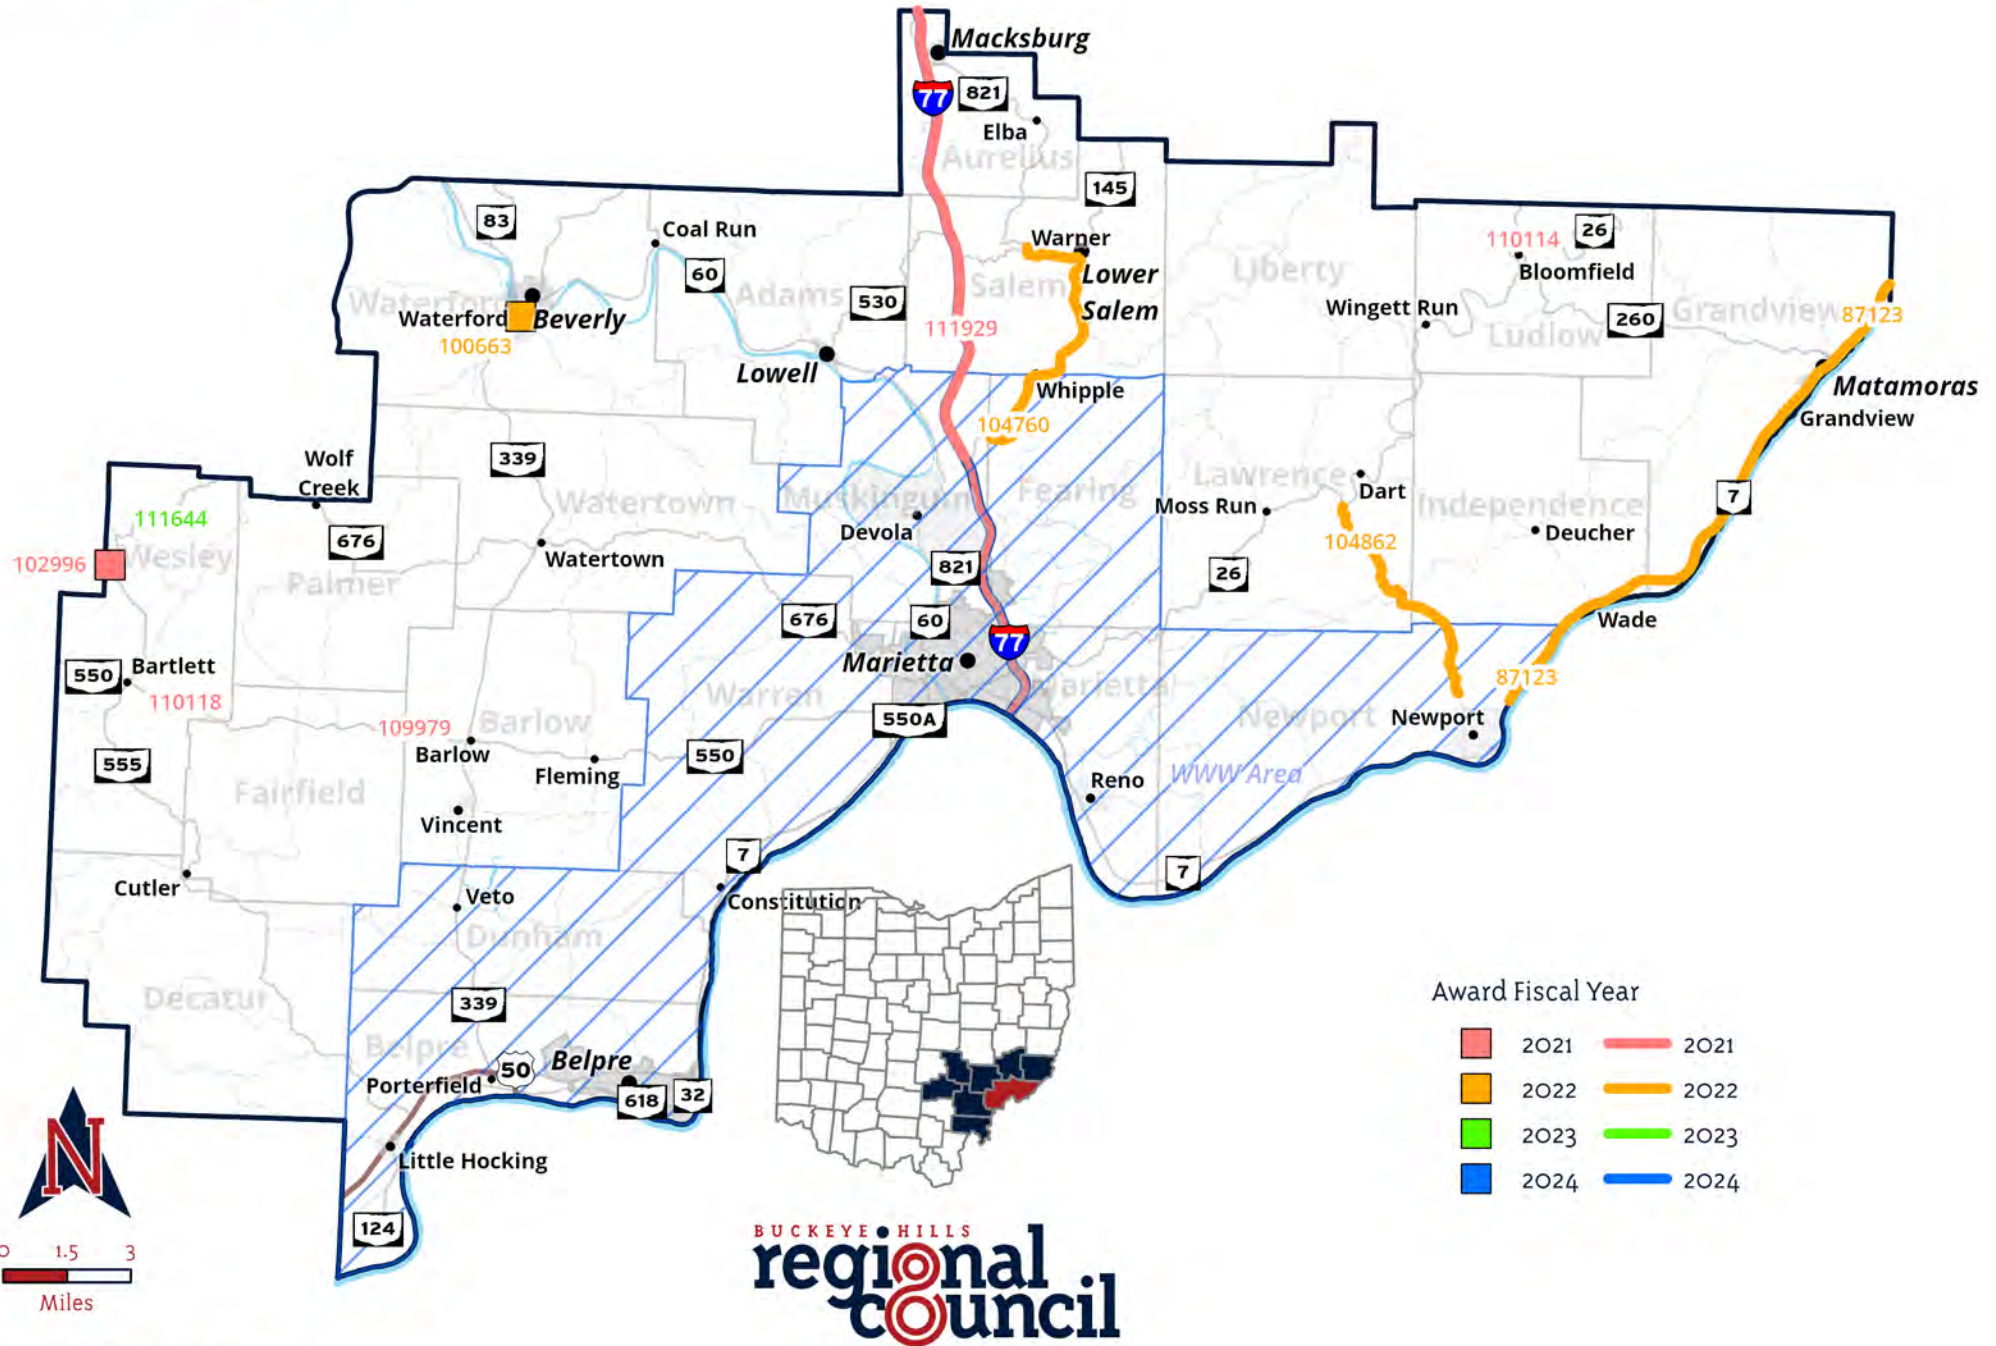 Macksburg
77
821
Elba
Aurelius
145
83
Coal Run
Warner
110114
26
Bloomfield
60
Lower
Salem
Salem
Liberty
Waterford
Adams
530
Wingett Run
260
Grandview
87123
Waterford
Beverly
111929
Ludlow
100663
Lowell
Whipple
Matamoras
Grandview
104760
Wolf
Creek
339
Lawrence
Dart
7
Muskingum
Fearing
Watertown
Moss Run
Independence
111644
Devola
Deucher
676
104862
102996
Wesley
Watertown
821
26
Palmer
676
60
Wade
77
Bartlett
550
Marietta
87123
110118
Warren
Marietta
109979
Barlow
550A
Newport
Newport
Barlow
550
555
Fleming
Reno
WWW Area
Fairfield
Vincent
7
7
Cutler
Veto
Constitution
Dunham
Decatur
339
Belpre
Belpre
50
Porterfield
618
32
Little Hocking
124
N
0 1.5 3
Miles
Award Fiscal Year
2021 2021
2022 2022
2023 2023
2024 2024
BUCKEYE HILLS
regional
council